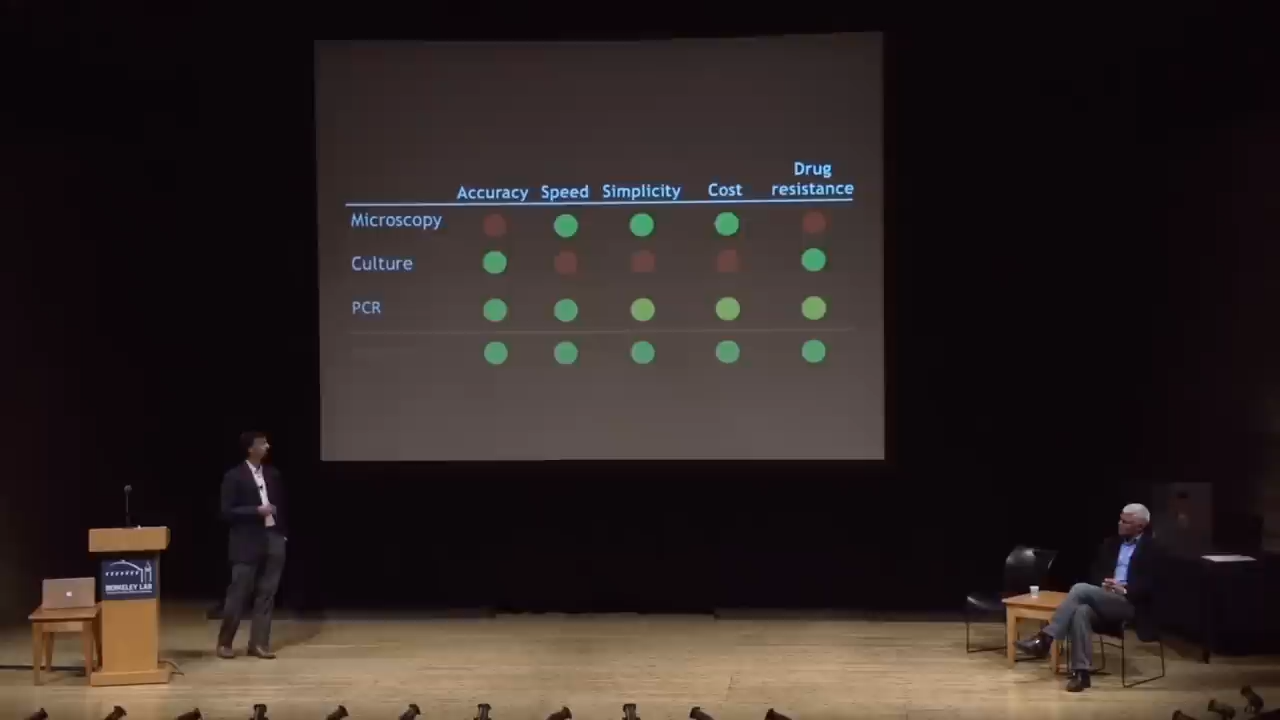 Drug
Accuracy Speed Simplicity Cost resistance
Microscopy
Culture
PCR
BERKELEY LAB